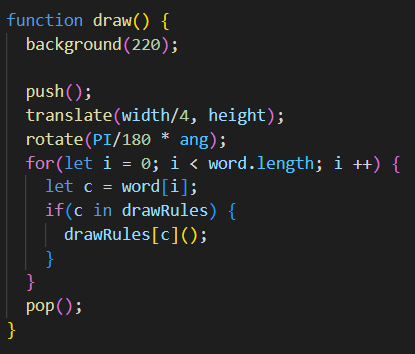 function draw() {
  background(220);

  push();
  translate(width/4, height);
  rotate(PI/180 * ang);
  for(let i = 0; i < word.length; i ++) {
    let c = word[i];
    if(c in drawRules) {
      drawRules[c]();
    }
  }
  pop();
}